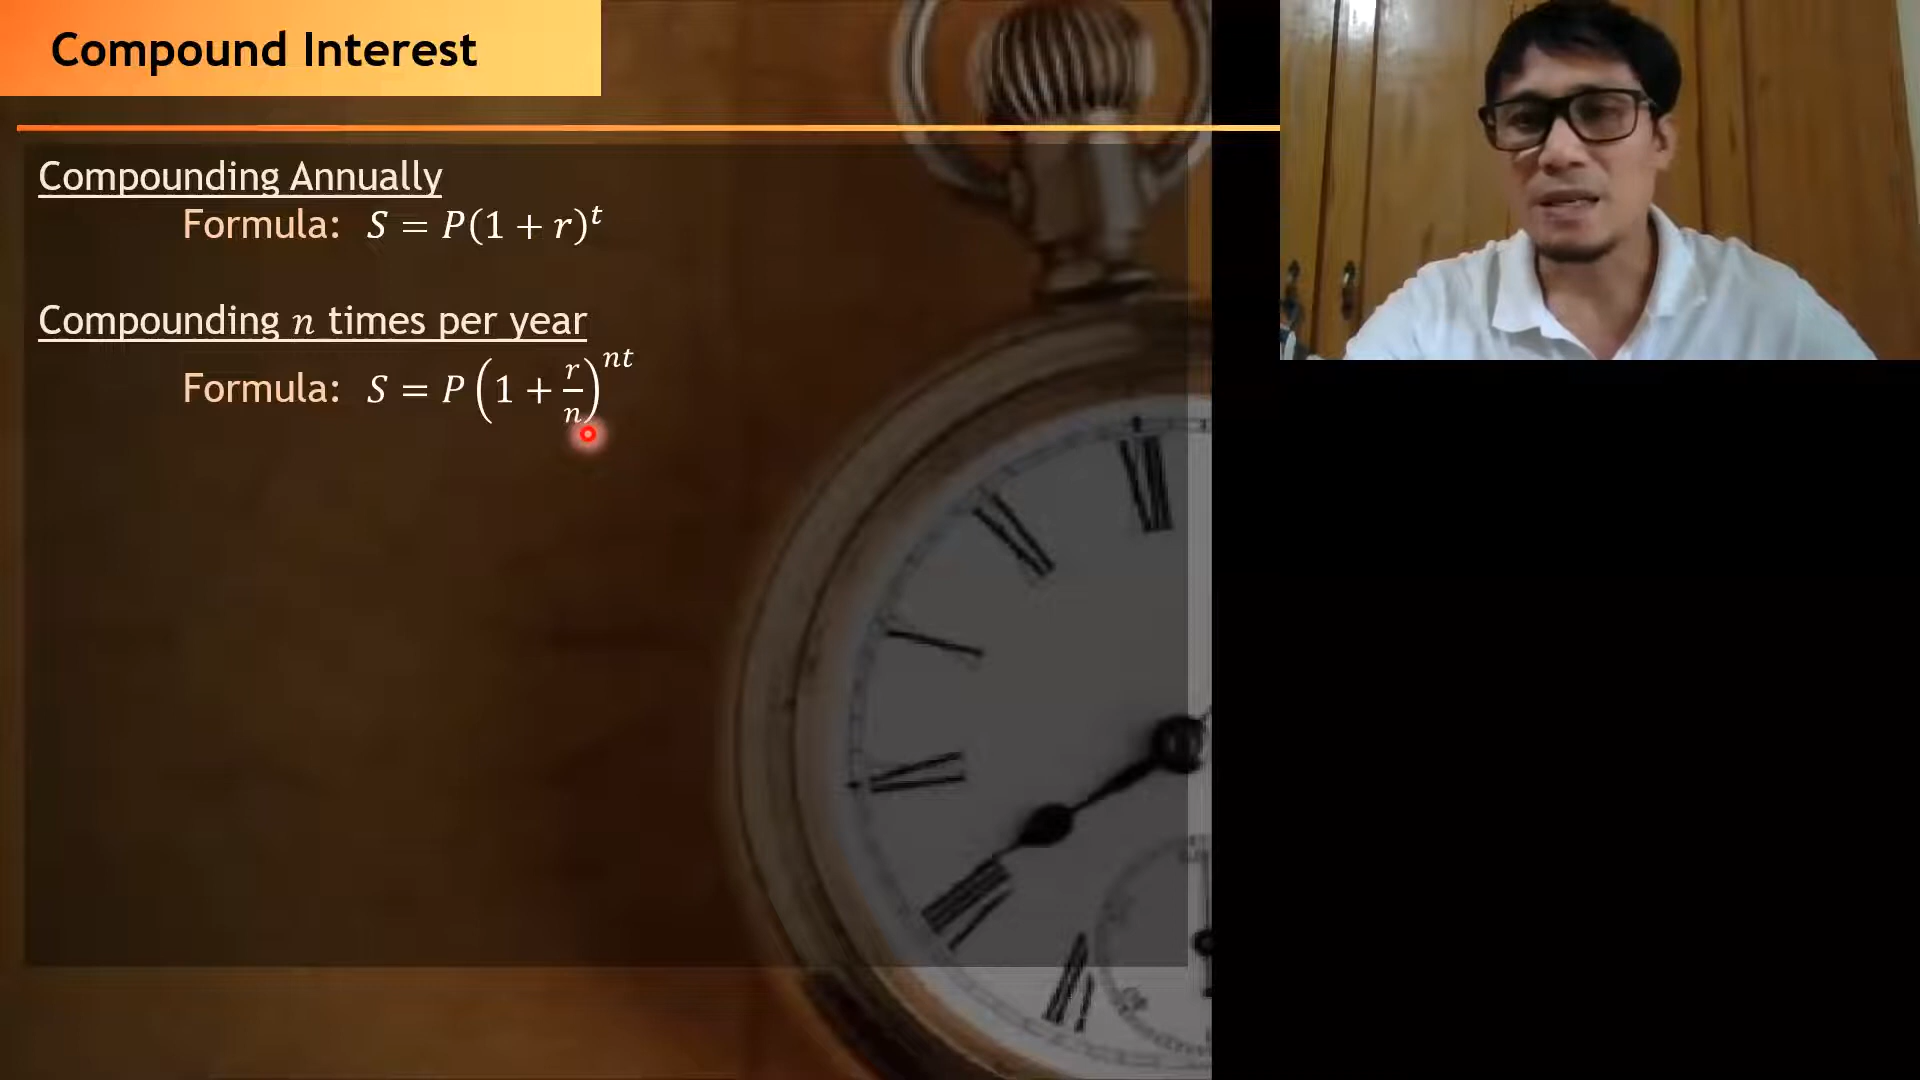 Compound Interest
Compounding Annually
Formula: S = P(1 + r)^t
Compounding n times per year
Formula: S = P(1 + r/n)^{nt}